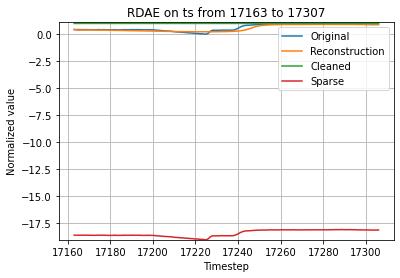 RDAE on ts from 17163 to 17307
Normalized value
0.0
−2.5
−5.0
−7.5
−10.0
−12.5
−15.0
−17.5
Original
Reconstruction
Cleaned
Sparse
17160 17180 17200 17220 17240 17260 17280 17300
Timestep